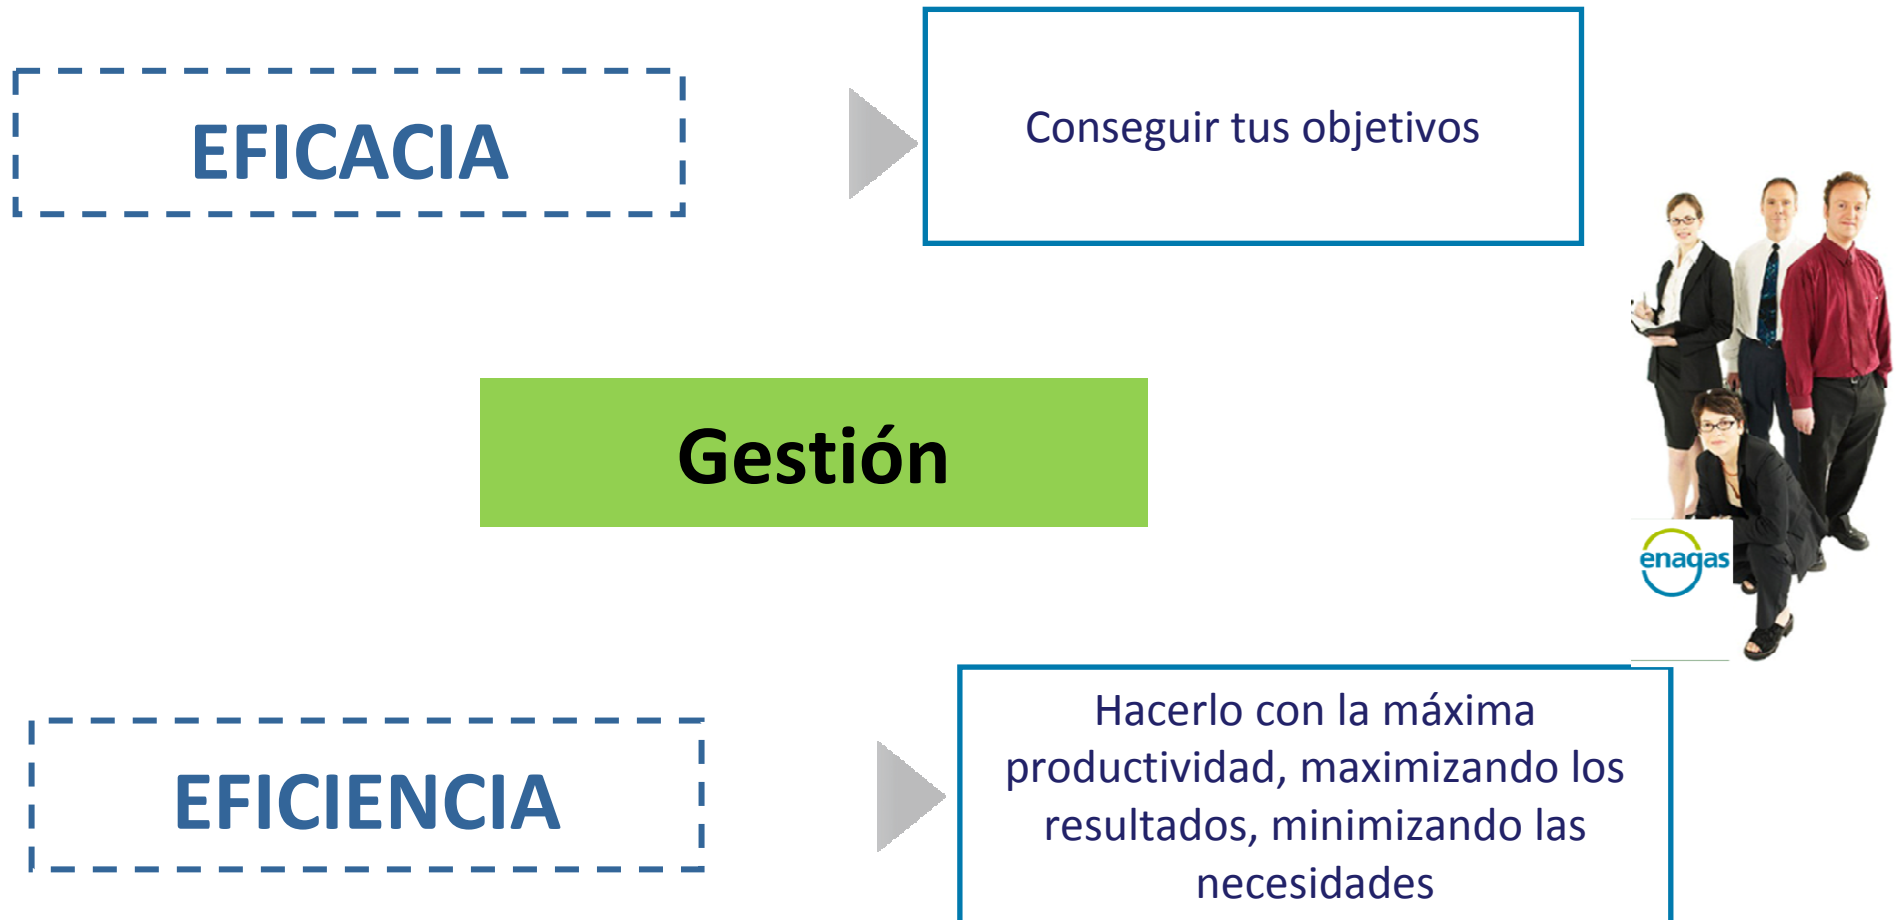 EFICACIA
Conseguir tus objetivos
Gestión
enagas
EFICIENCIA
Hacerlo con la máxima
productividad, maximizando los
resultados, minimizando las
necesidades